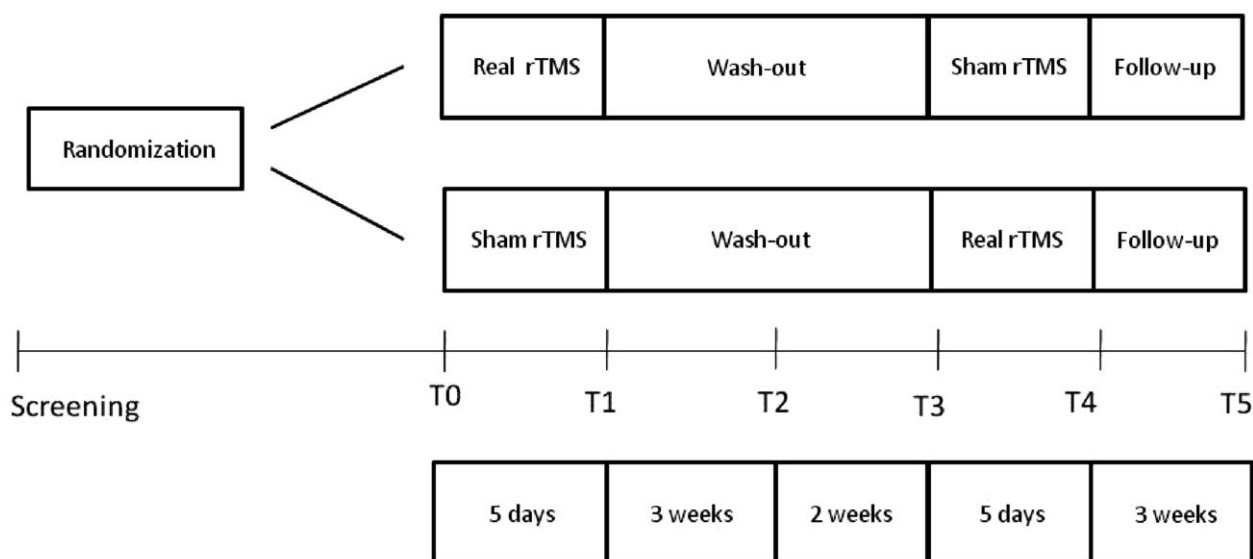 Real rTMS
Wash-out
Sham rTMS
Follow-up
Randomization
Sham rTMS
Wash-out
Real rTMS
Follow-up
Screening
T0
T1
T2
T3
T4
T5
5 days
3 weeks
2 weeks
5 days
3 weeks